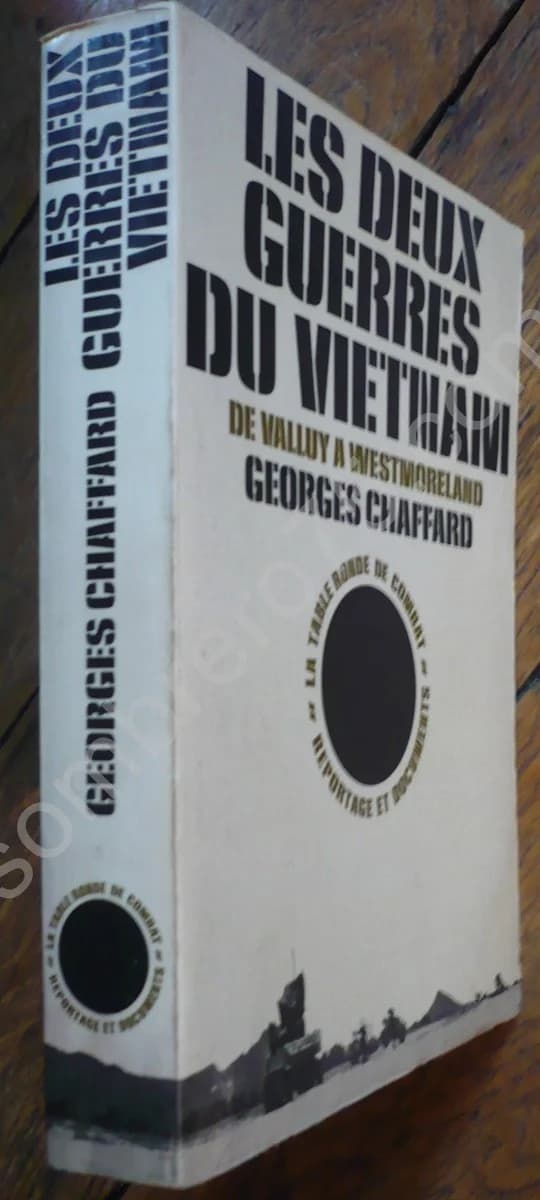 LES DEUX
GUERRES DU
VIETNAM
GEORGES CHAFFARD
LA TABLE RONDE DE COMBAT
REPORTAGE ET DOCUMENTS
LES DEUX
GUERRES
DU VIETNAM
DE VALLUY A WESTMORELAND
GEORGES CHAFFARD
LA TABLE RONDE DE COMBAT
REPORTAGE ET DOCUMENTS